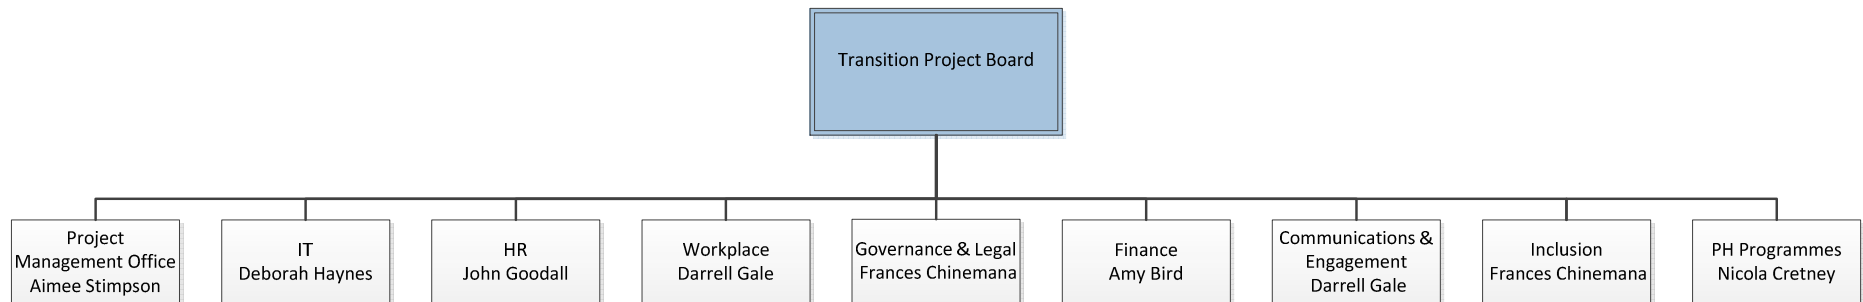 Transition Project Board
Project
Management Office
Aimee Stimpson
IT
Deborah Haynes
HR
John Goodall
Workplace
Darrell Gale
Governance & Legal
Frances Chinemana
Finance
Amy Bird
Communications &
Engagement
Darrell Gale
Inclusion
Frances Chinemana
PH Programmes
Nicola Cretney